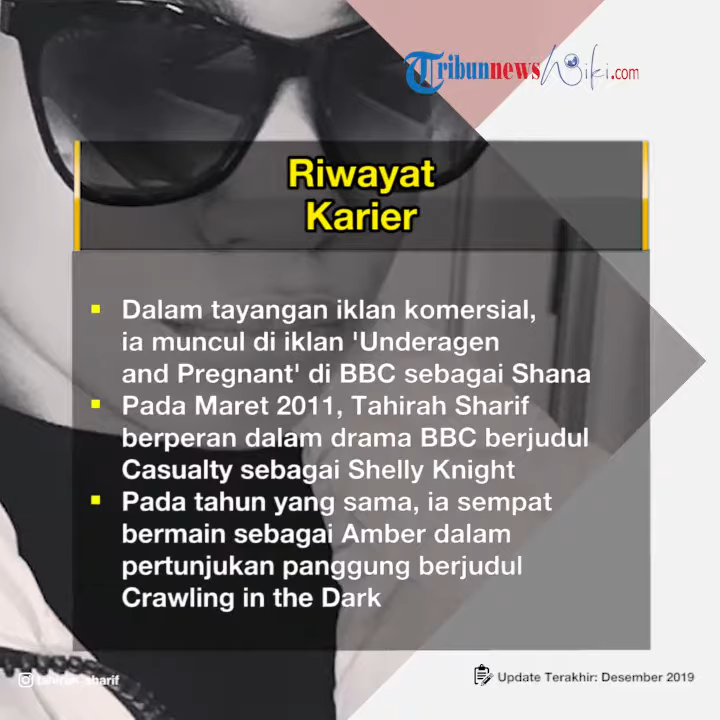 TribunnewsWiki.com
Riwayat
Karier
Dalam tayangan iklan komersial,
ia muncul di iklan 'Underagen
and Pregnant' di BBC sebagai Shana
Pada Maret 2011, Tahirah Sharif
berperan dalam drama BBC berjudul
Casualty sebagai Shelly Knight
Pada tahun yang sama, ia sempat
bermain sebagai Amber dalam
pertunjukan panggung berjudul
Crawling in the Dark
Update Terakhir: Desember 2019